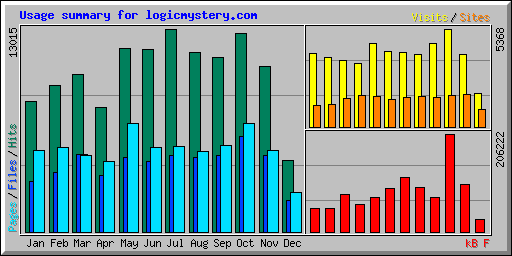 Usage summary for logicmystery.com
Visits/Sites
13015
5368
Pages/Files/Hits
206222
Jan Feb Mar Apr May Jun Jul Aug Sep Oct Nov Dec
kB F